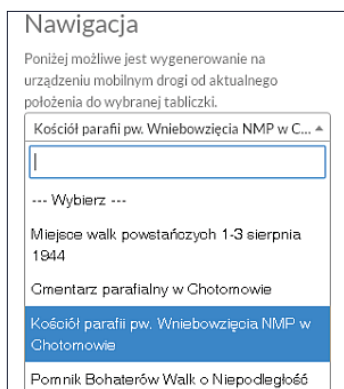 Nawigacja
Poniżej możliwe jest wygenerowanie na
urządzeniu mobilnym drogi od aktualnego
położenia do wybranej tabliczki.
Kościół parafii pw. Wniebowzięcia NMP w C...
--- Wybierz ---
Miejsce walk powstańczych 1-3 sierpnia
1944
Cmentarz parafialny w Chotomowie
Kościół parafii pw. Wniebowzięcia NMP w
Chotomowie
Pomnik Bohaterów Walk o Niepodległość